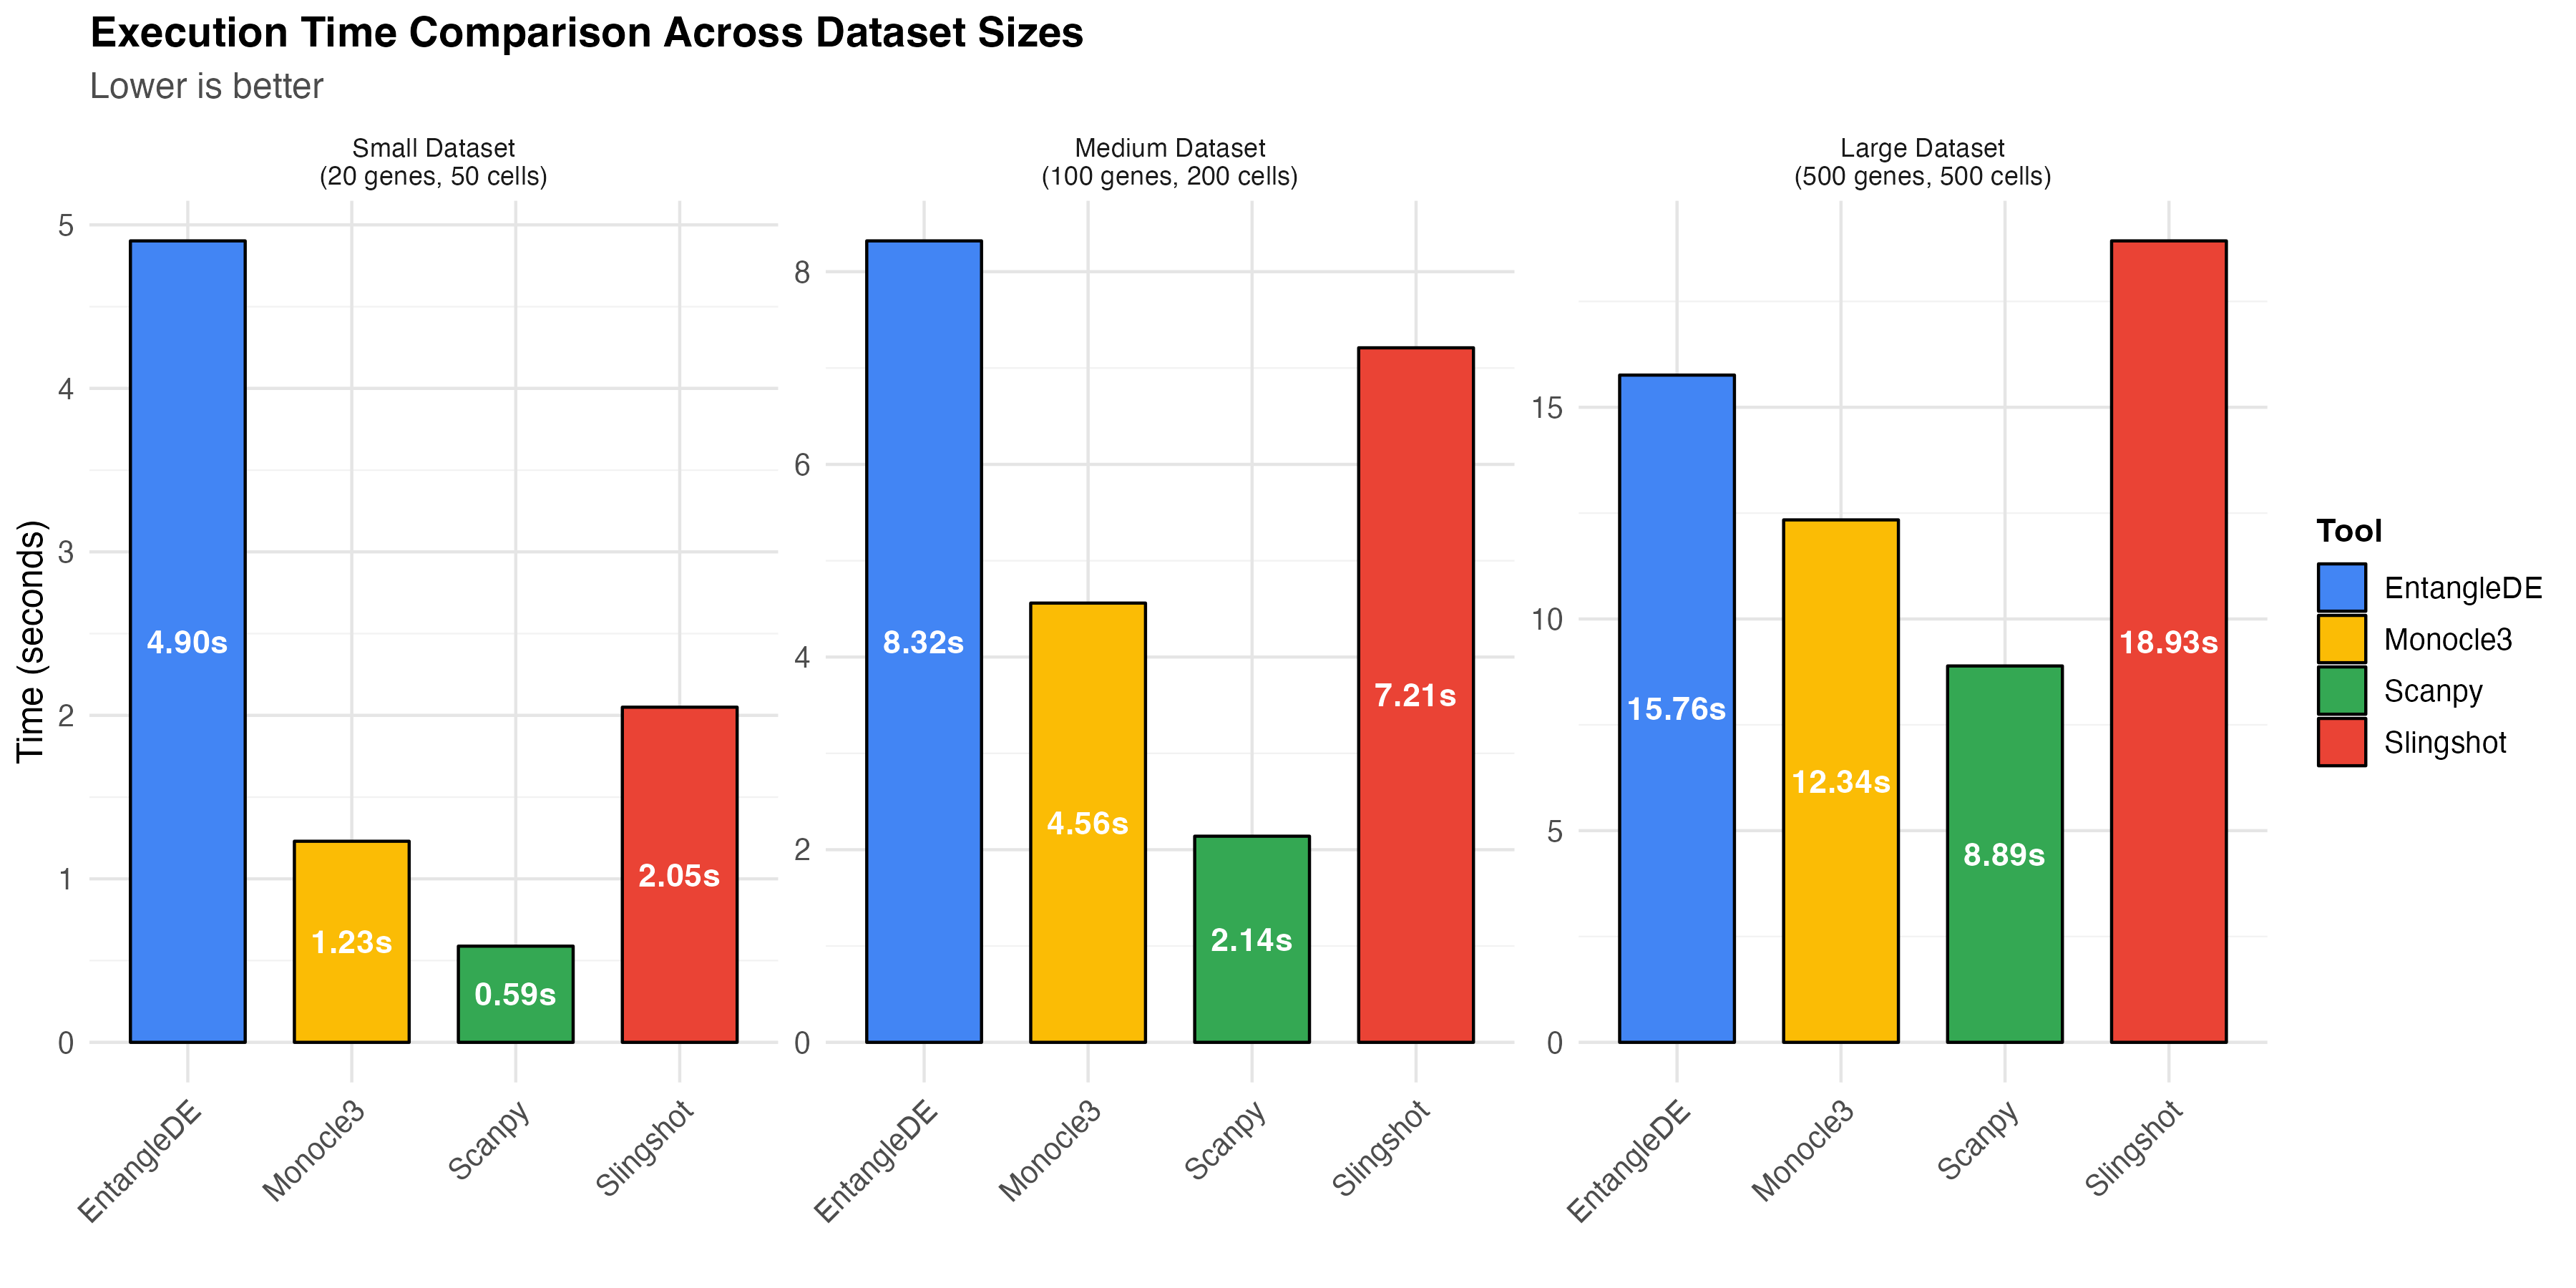 Execution Time Comparison Across Dataset Sizes
Lower is better
Small Dataset
(20 genes, 50 cells)
Medium Dataset
(100 genes, 200 cells)
Large Dataset
(500 genes, 500 cells)
Time (seconds)
5
4
3
2
1
0
4.90s
1.23s
0.59s
2.05s
EntangleDE
Monocle3
Scanpy
Slingshot
8
6
4
2
0
8.32s
4.56s
2.14s
7.21s
EntangleDE
Monocle3
Scanpy
Slingshot
15
10
5
0
15.76s
12.34s
8.89s
18.93s
EntangleDE
Monocle3
Scanpy
Slingshot
Tool
EntangleDE
Monocle3
Scanpy
Slingshot